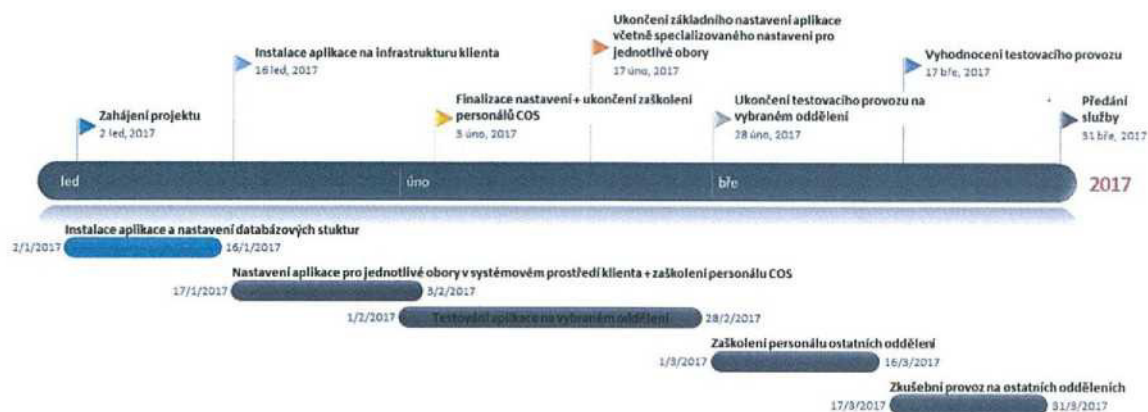 Ukončení základního nastavení aplikace
včetně specializovaného nastavení pro
jednotlivé obory
17 úno, 2017
Instalace aplikace na infrastrukturu klienta
16 led, 2017
Vyhodnocení testovacího provozu
17 bře, 2017
Zahájení projektu
2 led, 2017
Finalizace nastavení + ukončení zaškolení
personálů COS
3 úno, 2017
Ukončení testovacího provozu na
vybraném oddělení
28 úno, 2017
Předání
služby
31 bře, 2017
led úno bře 2017
Instalace aplikace a nastavení databázových stuktur
2/1/2017 16/1/2017
Nastavení aplikace pro jednotlivé obory v systémovém prostředí klienta + zaškolení personálu COS
17/1/2017 3/2/2017
1/2/2017 Testování aplikace na vybraném oddělení 28/2/2017
Zaškolení personálu ostatních oddělení
1/3/2017 16/3/2017
Zkušební provoz na ostatních odděleních
17/3/2017 31/3/2017